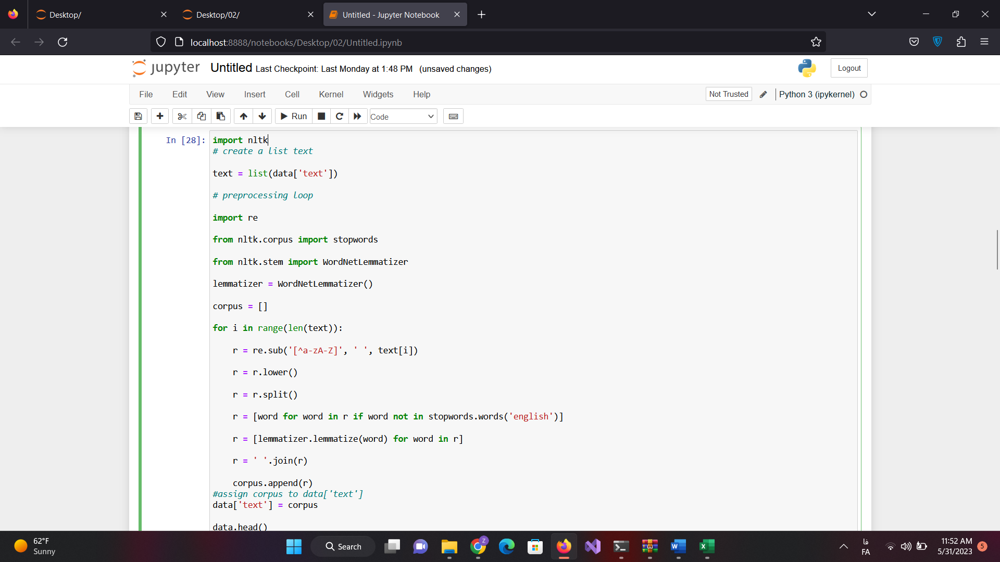 Desktop/
Desktop/02/
Untitled - Jupyter Notebook
localhost:8888/notebooks/Desktop/02/Untitled.ipynb
jupyter Untitled Last Checkpoint: Last Monday at 1:48 PM (unsaved changes)
Logout
File Edit View Insert Cell Kernel Widgets Help
Not Trusted
Python 3 (ipykernel)
Run
Code
In [28]:
import nltk
# create a list text
text = list(data['text'])
# preprocessing loop
import re
from nltk.corpus import stopwords
from nltk.stem import WordNetLemmatizer
lemmatizer = WordNetLemmatizer()
corpus = []
for i in range(len(text)):
    r = re.sub('[^a-zA-Z]', ' ', text[i])
    r = r.lower()
    r = r.split()
    r = [word for word in r if word not in stopwords.words('english')]
    r = [lemmatizer.lemmatize(word) for word in r]
    r = ' '.join(r)
    corpus.append(r)
#assign corpus to data['text']
data['text'] = corpus
data.head()
62°F
Sunny
Search
Z
W
X
فا
FA
11:52 AM
5/31/2023
5